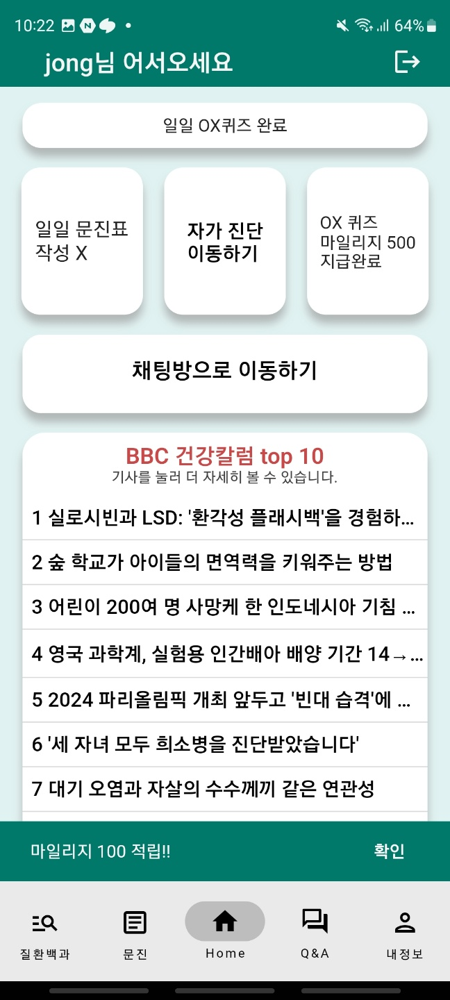 10:22
64%
jong님 어서오세요
일일 OX퀴즈 완료
일일 문진표
작성 X
자가 진단
이동하기
OX 퀴즈
마일리지 500
지급완료
채팅방으로 이동하기
BBC 건강칼럼 top 10
기사를 눌러 더 자세히 볼 수 있습니다.
1 실로시빈과 LSD: '환각성 플래시백'을 경험하...
2 숲 학교가 아이들의 면역력을 키워주는 방법
3 어린이 200여 명 사망케 한 인도네시아 기침 ...
4 영국 과학계, 실험용 인간배아 배양 기간 14→...
5 2024 파리올림픽 개최 앞두고 '빈대 습격'에 ...
6 '세 자녀 모두 희소병을 진단받았습니다'
7 대기 오염과 자살의 수수께끼 같은 연관성
마일리지 100 적립!!
확인
질환백과
문진
Home
Q&A
내정보